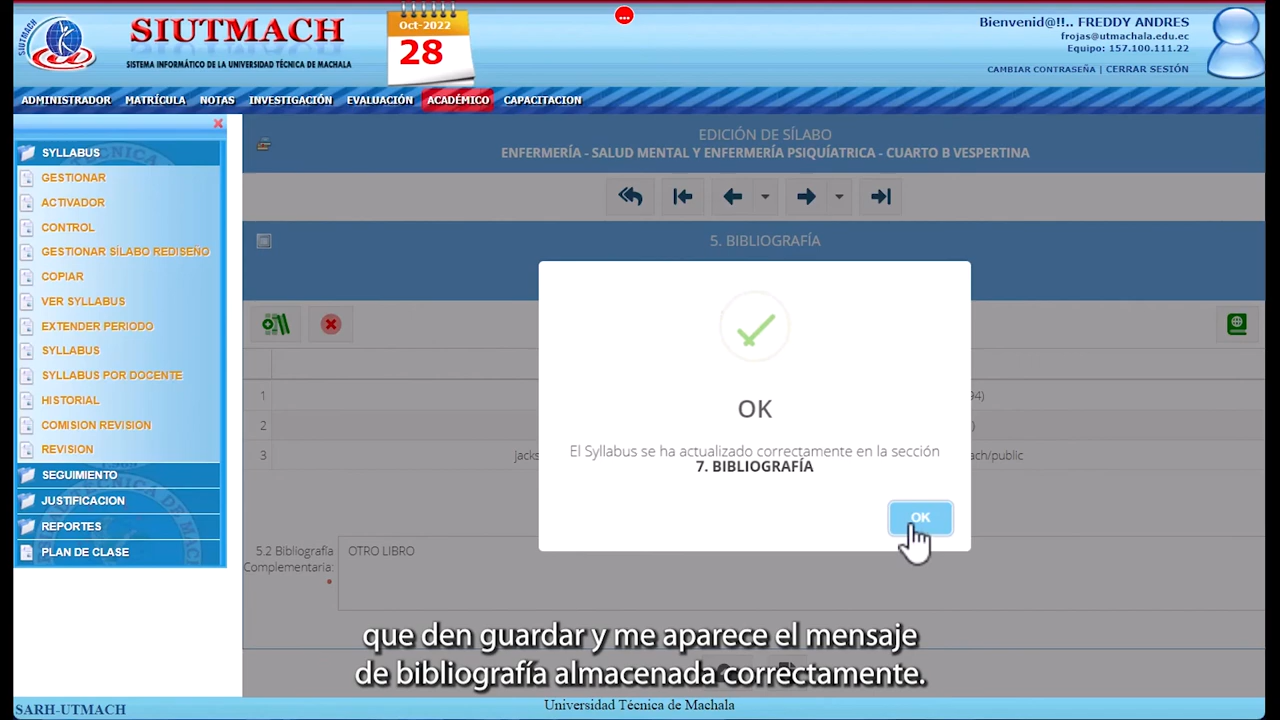 SIUTMACH
SISTEMA INFORMÁTICO DE LA UNIVERSIDAD TÉCNICA DE MACHALA
Oct-2022
28
Bienvenid@!!.. FREDDY ANDRES
frojas@utmachala.edu.ec
Equipo: 157.100.111.22
CAMBIAR CONTRASEÑA | CERRAR SESIÓN
ADMINISTRADOR MATRÍCULA NOTAS INVESTIGACIÓN EVALUACIÓN ACADÉMICO CAPACITACION
SYLLABUS
GESTIONAR
ACTIVADOR
CONTROL
GESTIONAR SÍLABO REDISEÑO
COPIAR
VER SYLLABUS
EXTENDER PERIODO
SYLLABUS
SYLLABUS POR DOCENTE
HISTORIAL
COMISION REVISION
REVISION
SEGUIMIENTO
JUSTIFICACION
REPORTES
PLAN DE CLASE
EDICIÓN DE SÍLABO
ENFERMERÍA - SALUD MENTAL Y ENFERMERÍA PSIQUÍATRICA - CUARTO B VESPERTINA
5. BIBLIOGRAFÍA
1 94)
2 )
3 jacks ach/public
OK
El Syllabus se ha actualizado correctamente en la sección
7. BIBLIOGRAFÍA
OK
5.2 Bibliografía
Complementaria:
OTRO LIBRO
que den guardar y me aparece el mensaje
de bibliografía almacenada correctamente.
SARH-UTMACH
Universidad Técnica de Machala